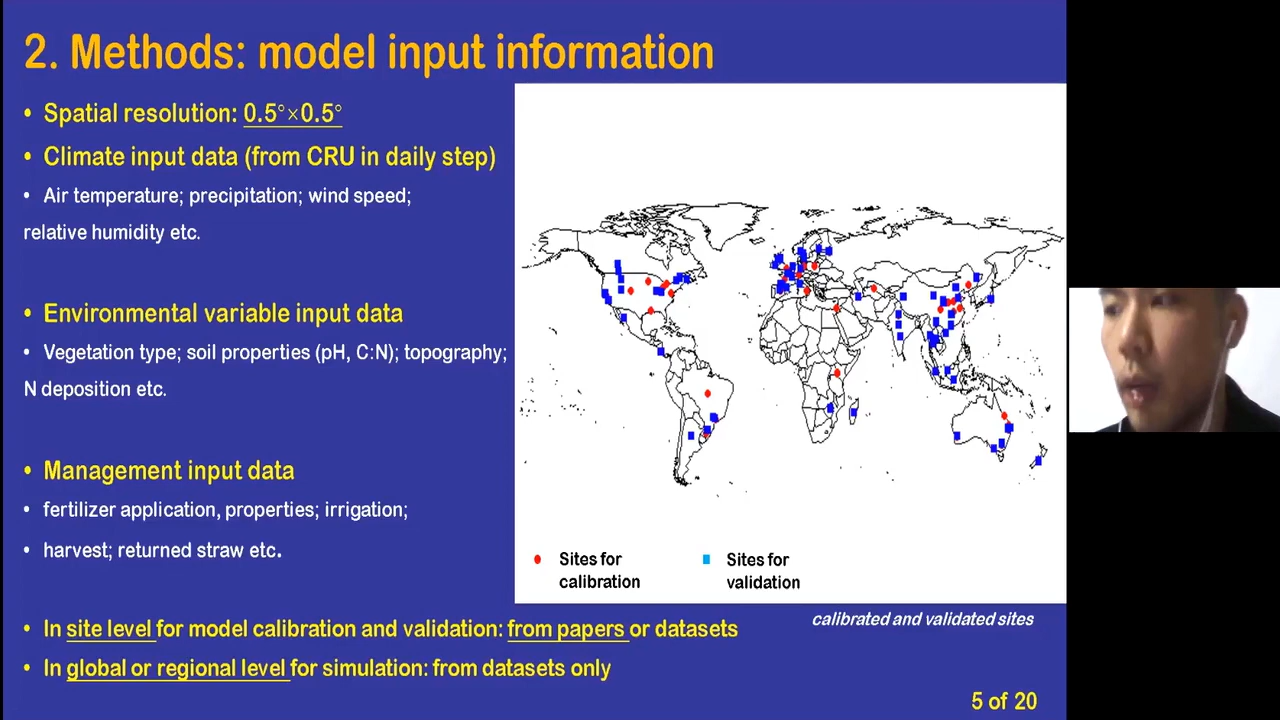 2. Methods: model input information
• Spatial resolution: 0.5°×0.5°
• Climate input data (from CRU in daily step)
• Air temperature; precipitation; wind speed;
relative humidity etc.
• Environmental variable input data
• Vegetation type; soil properties (pH, C:N); topography;
N deposition etc.
• Management input data
• fertilizer application, properties; irrigation;
• harvest; returned straw etc.
Sites for
calibration
Sites for
validation
calibrated and validated sites
• In site level for model calibration and validation: from papers or datasets
• In global or regional level for simulation: from datasets only
5 of 20